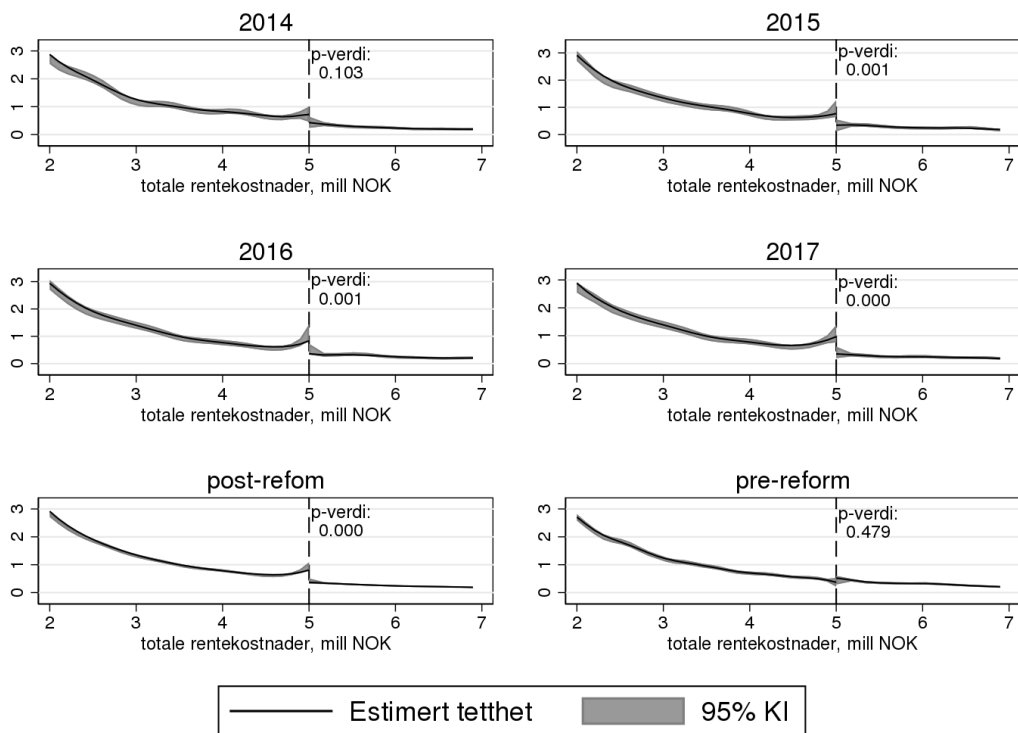 2014
3
2
1
0
p-verdi:
0.103
2 3 4 5 6 7
totale rentekostnader, mill NOK
2015
3
2
1
0
p-verdi:
0.001
2 3 4 5 6 7
totale rentekostnader, mill NOK
2016
3
2
1
0
p-verdi:
0.001
2 3 4 5 6 7
totale rentekostnader, mill NOK
2017
3
2
1
0
p-verdi:
0.000
2 3 4 5 6 7
totale rentekostnader, mill NOK
post-refom
3
2
1
0
p-verdi:
0.000
2 3 4 5 6 7
totale rentekostnader, mill NOK
pre-reform
3
2
1
0
p-verdi:
0.479
2 3 4 5 6 7
totale rentekostnader, mill NOK
Estimert tetthet 95% KI